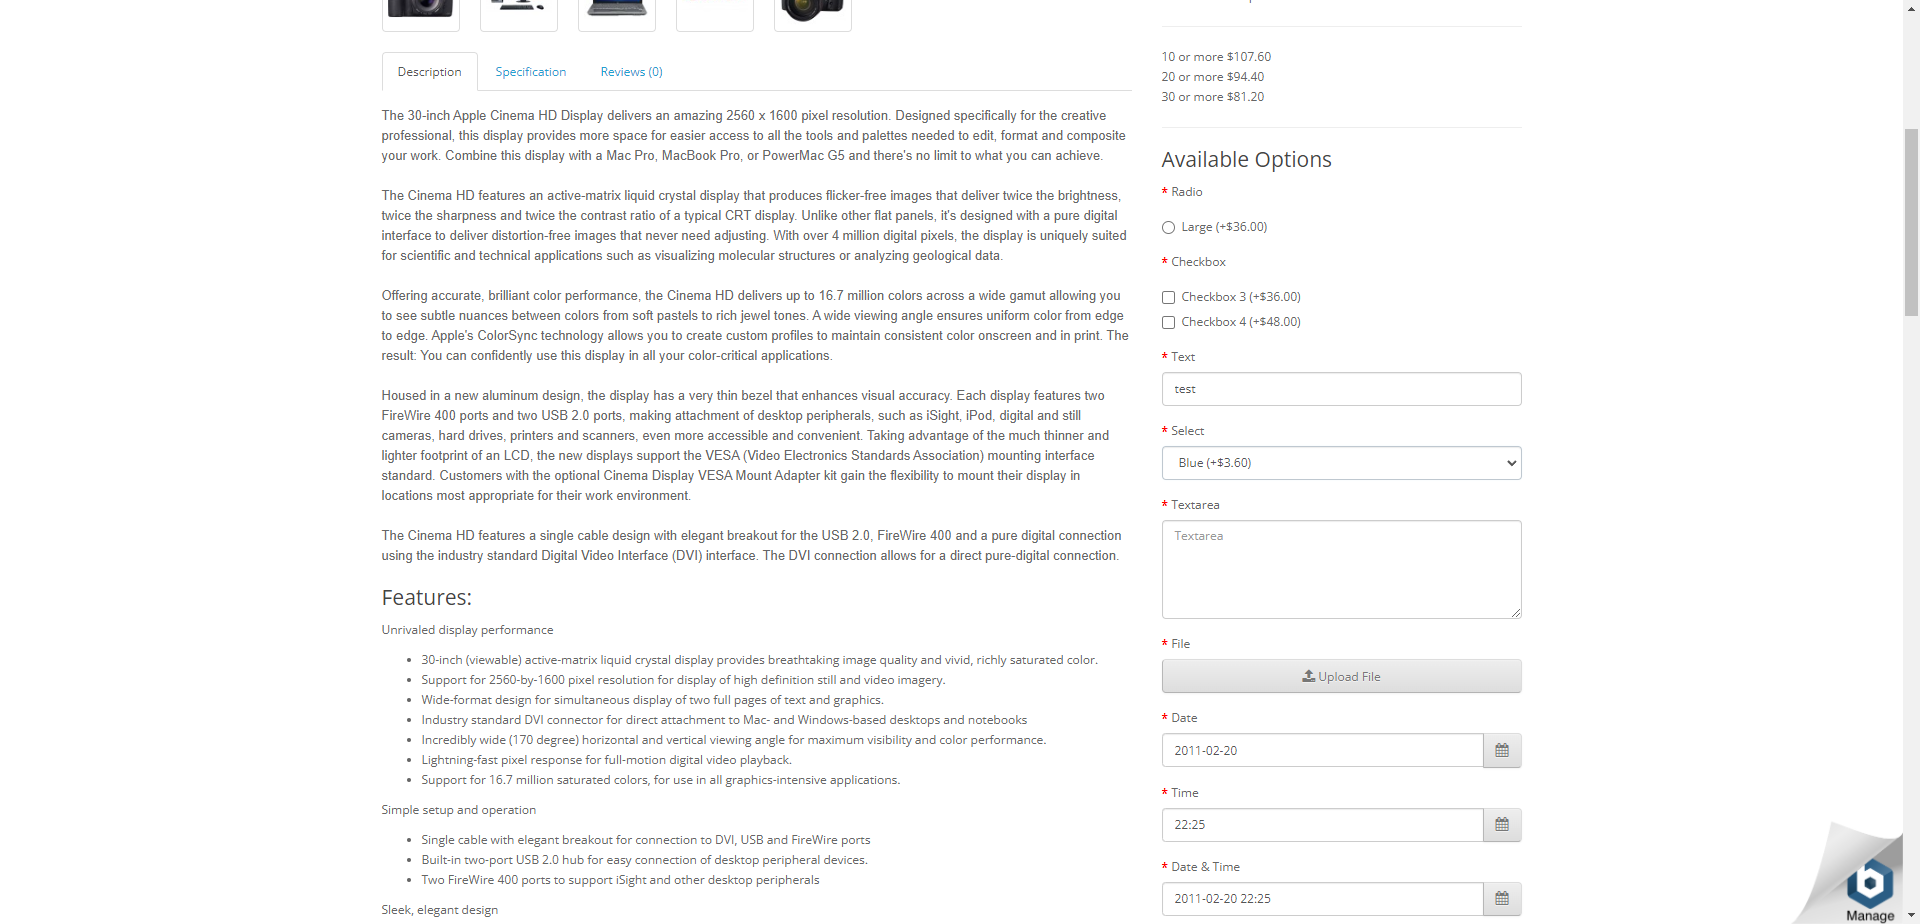 Description
Specification
Reviews (0)
The 30-inch Apple Cinema HD Display delivers an amazing 2560 x 1600 pixel resolution. Designed specifically for the creative
professional, this display provides more space for easier access to all the tools and palettes needed to edit, format and composite
your work. Combine this display with a Mac Pro, MacBook Pro, or PowerMac G5 and there's no limit to what you can achieve.
The Cinema HD features an active-matrix liquid crystal display that produces flicker-free images that deliver twice the brightness,
twice the sharpness and twice the contrast ratio of a typical CRT display. Unlike other flat panels, it's designed with a pure digital
interface to deliver distortion-free images that never need adjusting. With over 4 million digital pixels, the display is uniquely suited
for scientific and technical applications such as visualizing molecular structures or analyzing geological data.
Offering accurate, brilliant color performance, the Cinema HD delivers up to 16.7 million colors across a wide gamut allowing you
to see subtle nuances between colors from soft pastels to rich jewel tones. A wide viewing angle ensures uniform color from edge
to edge. Apple's ColorSync technology allows you to create custom profiles to maintain consistent color onscreen and in print. The
result: You can confidently use this display in all your color-critical applications.
Housed in a new aluminum design, the display has a very thin bezel that enhances visual accuracy. Each display features two
FireWire 400 ports and two USB 2.0 ports, making attachment of desktop peripherals, such as iSight, iPod, digital and still
cameras, hard drives, printers and scanners, even more accessible and convenient. Taking advantage of the much thinner and
lighter footprint of an LCD, the new displays support the VESA (Video Electronics Standards Association) mounting interface
standard. Customers with the optional Cinema Display VESA Mount Adapter kit gain the flexibility to mount their display in
locations most appropriate for their work environment.
The Cinema HD features a single cable design with elegant breakout for the USB 2.0, FireWire 400 and a pure digital connection
using the industry standard Digital Video Interface (DVI) interface. The DVI connection allows for a direct pure-digital connection.
Features:
Unrivaled display performance
• 30-inch (viewable) active-matrix liquid crystal display provides breathtaking image quality and vivid, richly saturated color.
• Support for 2560-by-1600 pixel resolution for display of high definition still and video imagery.
• Wide-format design for simultaneous display of two full pages of text and graphics.
• Industry standard DVI connector for direct attachment to Mac- and Windows-based desktops and notebooks
• Incredibly wide (170 degree) horizontal and vertical viewing angle for maximum visibility and color performance.
• Lightning-fast pixel response for full-motion digital video playback.
• Support for 16.7 million saturated colors, for use in all graphics-intensive applications.
Simple setup and operation
• Single cable with elegant breakout for connection to DVI, USB and FireWire ports
• Built-in two-port USB 2.0 hub for easy connection of desktop peripheral devices.
• Two FireWire 400 ports to support iSight and other desktop peripherals
Sleek, elegant design
10 or more $107.60
20 or more $94.40
30 or more $81.20
Available Options
* Radio
Large (+$36.00)
* Checkbox
Checkbox 3 (+$36.00)
Checkbox 4 (+$48.00)
* Text
test
* Select
Blue (+$3.60)
* Textarea
Textarea
* File
Upload File
* Date
2011-02-20
* Time
22:25
* Date & Time
2011-02-20 22:25
Manage